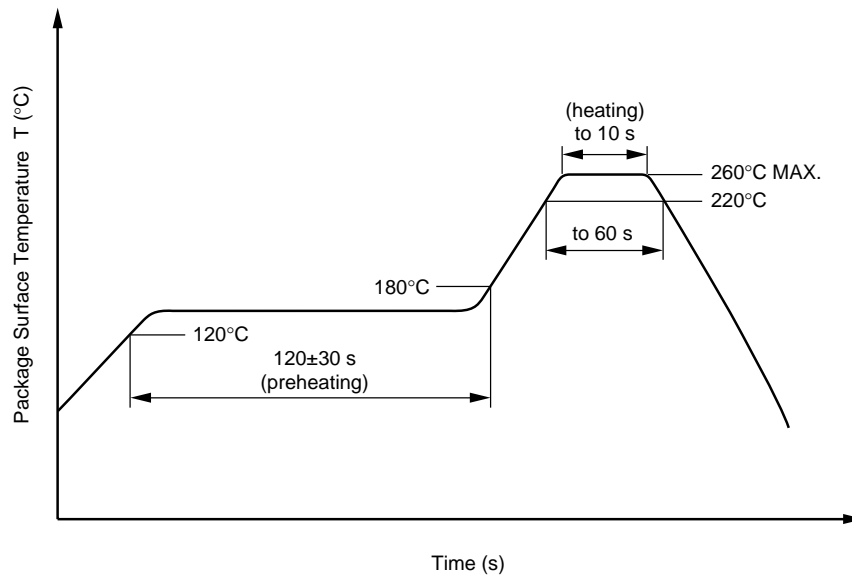 Package Surface Temperature T (°C)
(heating)
to 10 s
260°C MAX.
220°C
to 60 s
180°C
120°C
120±30 s
(preheating)
Time (s)